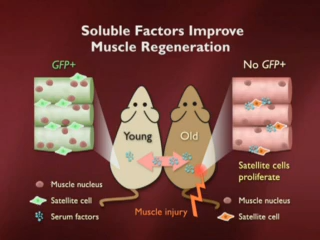 Soluble Factors Improve
Muscle Regeneration
GFP+
No GFP+
Young
Old
Satellite cells
proliferate
Muscle injury
Muscle nucleus
Satellite cell
Serum factors
Muscle nucleus
Satellite cell